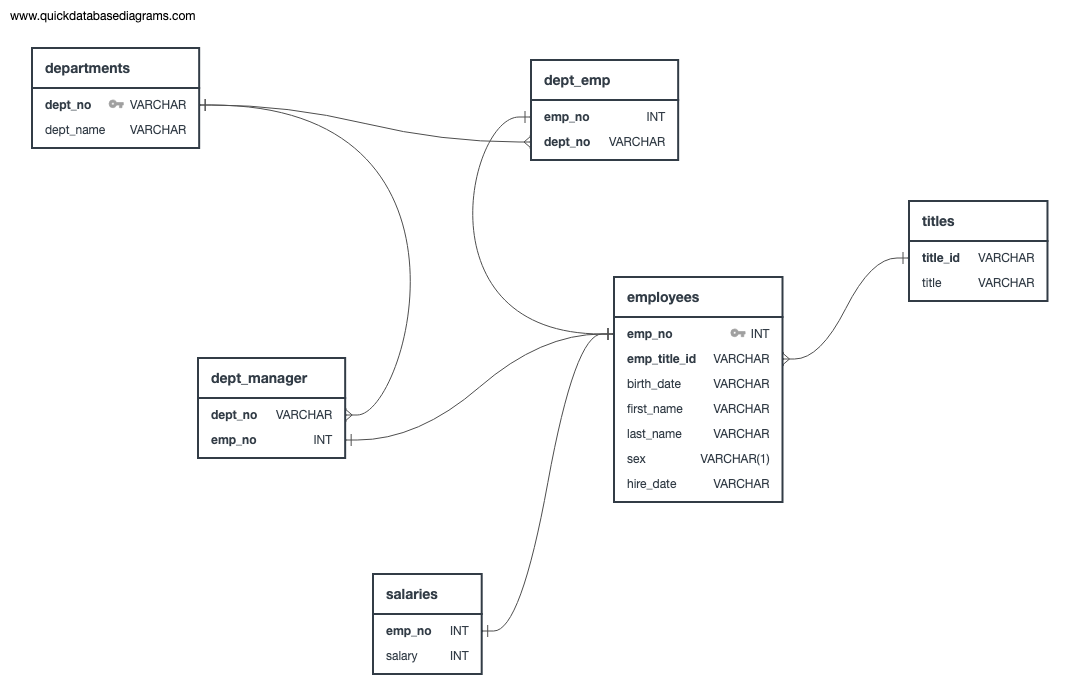 www.quickdatabasediagrams.com
departments
dept_no VARCHAR
dept_name VARCHAR
dept_emp
emp_no INT
dept_no VARCHAR
titles
title_id VARCHAR
title VARCHAR
employees
emp_no INT
emp_title_id VARCHAR
birth_date VARCHAR
first_name VARCHAR
last_name VARCHAR
sex VARCHAR(1)
hire_date VARCHAR
dept_manager
dept_no VARCHAR
emp_no INT
salaries
emp_no INT
salary INT